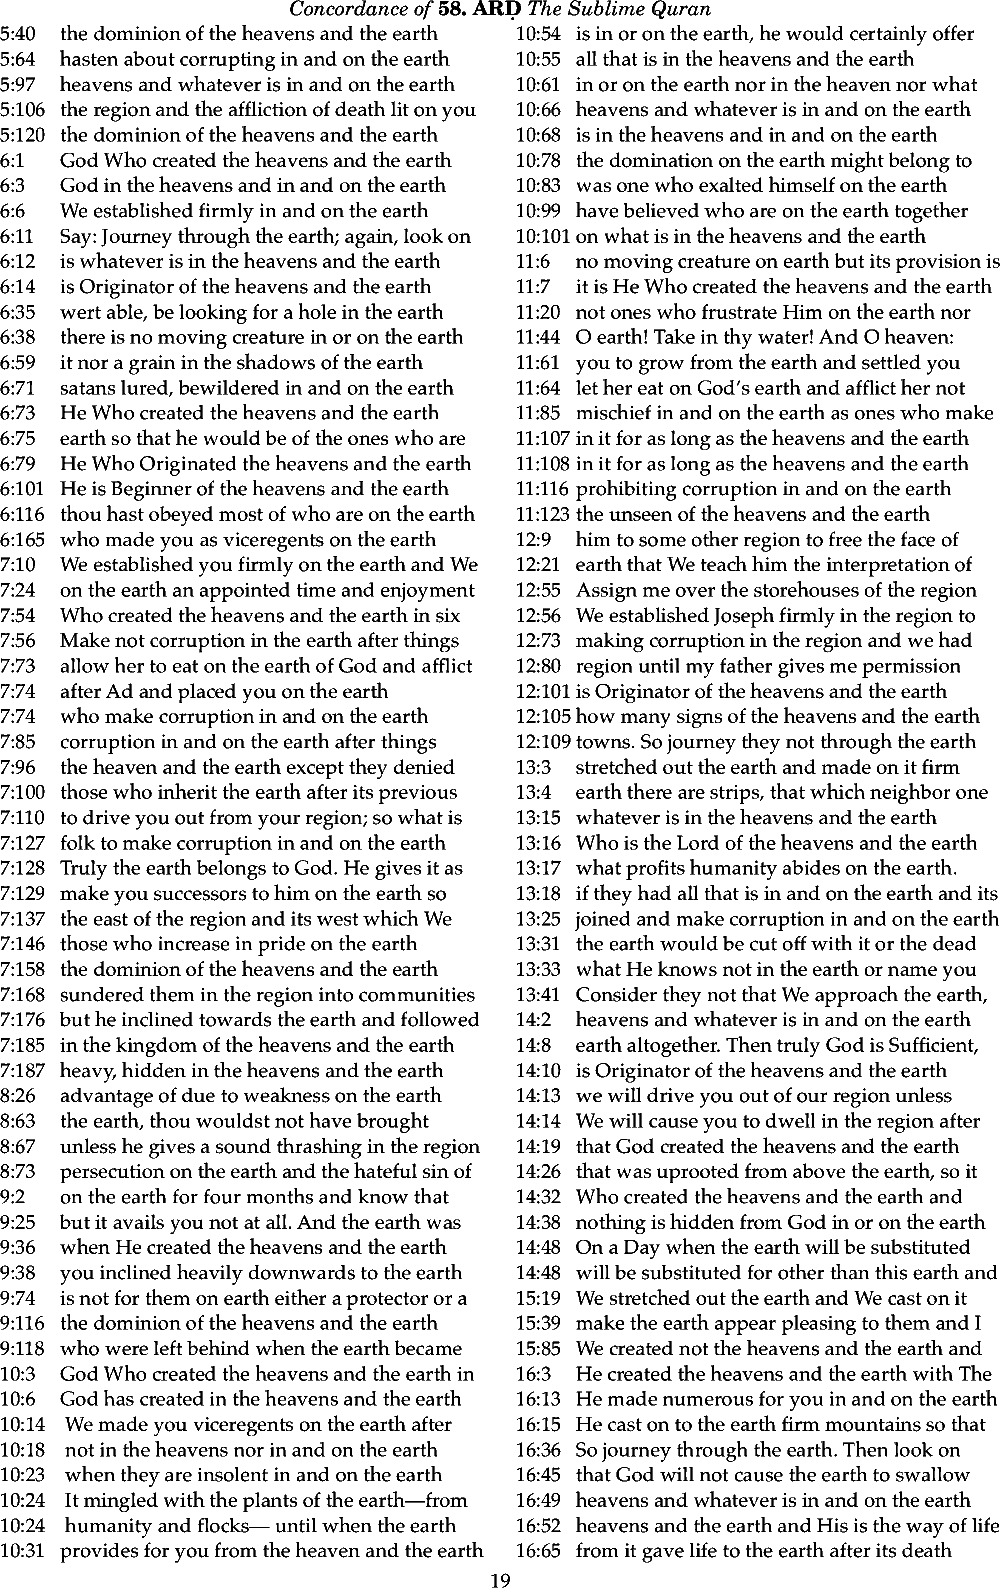 Concordance of 58. ARḌ The Sublime Quran
5:40 the dominion of the heavens and the earth
5:64 hasten about corrupting in and on the earth
5:97 heavens and whatever is in and on the earth
5:106 the region and the affliction of death lit on you
5:120 the dominion of the heavens and the earth
6:1 God Who created the heavens and the earth
6:3 God in the heavens and in and on the earth
6:6 We established firmly in and on the earth
6:11 Say: Journey through the earth; again, look on
6:12 is whatever is in the heavens and the earth
6:14 is Originator of the heavens and the earth
6:35 wert able, be looking for a hole in the earth
6:38 there is no moving creature in or on the earth
6:59 it nor a grain in the shadows of the earth
6:71 satans lured, bewildered in and on the earth
6:73 He Who created the heavens and the earth
6:75 earth so that he would be of the ones who are
6:79 He Who Originated the heavens and the earth
6:101 He is Beginner of the heavens and the earth
6:116 thou hast obeyed most of who are on the earth
6:165 who made you as viceregents on the earth
7:10 We established you firmly on the earth and We
7:24 on the earth an appointed time and enjoyment
7:54 Who created the heavens and the earth in six
7:56 Make not corruption in the earth after things
7:73 allow her to eat on the earth of God and afflict
7:74 after Ad and placed you on the earth
7:74 who make corruption in and on the earth
7:85 corruption in and on the earth after things
7:96 the heaven and the earth except they denied
7:100 those who inherit the earth after its previous
7:110 to drive you out from your region; so what is
7:127 folk to make corruption in and on the earth
7:128 Truly the earth belongs to God. He gives it as
7:129 make you successors to him on the earth so
7:137 the east of the region and its west which We
7:146 those who increase in pride on the earth
7:158 the dominion of the heavens and the earth
7:168 sundered them in the region into communities
7:176 but he inclined towards the earth and followed
7:185 in the kingdom of the heavens and the earth
7:187 heavy, hidden in the heavens and the earth
8:26 advantage of due to weakness on the earth
8:63 the earth, thou wouldst not have brought
8:67 unless he gives a sound thrashing in the region
8:73 persecution on the earth and the hateful sin of
9:2 on the earth for four months and know that
9:25 but it avails you not at all. And the earth was
9:36 when He created the heavens and the earth
9:38 you inclined heavily downwards to the earth
9:74 is not for them on earth either a protector or a
9:116 the dominion of the heavens and the earth
9:118 who were left behind when the earth became
10:3 God Who created the heavens and the earth in
10:6 God has created in the heavens and the earth
10:14 We made you viceregents on the earth after
10:18 not in the heavens nor in and on the earth
10:23 when they are insolent in and on the earth
10:24 It mingled with the plants of the earth—from
10:24 humanity and flocks— until when the earth
10:31 provides for you from the heaven and the earth
10:54 is in or on the earth, he would certainly offer
10:55 all that is in the heavens and the earth
10:61 in or on the earth nor in the heaven nor what
10:66 heavens and whatever is in and on the earth
10:68 is in the heavens and in and on the earth
10:78 the domination on the earth might belong to
10:83 was one who exalted himself on the earth
10:99 have believed who are on the earth together
10:101 on what is in the heavens and the earth
11:6 no moving creature on earth but its provision is
11:7 it is He Who created the heavens and the earth
11:20 not ones who frustrate Him on the earth nor
11:44 O earth! Take in thy water! And O heaven:
11:61 you to grow from the earth and settled you
11:64 let her eat on God's earth and afflict her not
11:85 mischief in and on the earth as ones who make
11:107 in it for as long as the heavens and the earth
11:108 in it for as long as the heavens and the earth
11:116 prohibiting corruption in and on the earth
11:123 the unseen of the heavens and the earth
12:9 him to some other region to free the face of
12:21 earth that We teach him the interpretation of
12:55 Assign me over the storehouses of the region
12:56 We established Joseph firmly in the region to
12:73 making corruption in the region and we had
12:80 region until my father gives me permission
12:101 is Originator of the heavens and the earth
12:105 how many signs of the heavens and the earth
12:109 towns. So journey they not through the earth
13:3 stretched out the earth and made on it firm
13:4 earth there are strips, that which neighbor one
13:15 whatever is in the heavens and the earth
13:16 Who is the Lord of the heavens and the earth
13:17 what profits humanity abides on the earth.
13:18 if they had all that is in and on the earth and its
13:25 joined and make corruption in and on the earth
13:31 the earth would be cut off with it or the dead
13:33 what He knows not in the earth or name you
13:41 Consider they not that We approach the earth,
14:2 heavens and whatever is in and on the earth
14:8 earth altogether. Then truly God is Sufficient,
14:10 is Originator of the heavens and the earth
14:13 we will drive you out of our region unless
14:14 We will cause you to dwell in the region after
14:19 that God created the heavens and the earth
14:26 that was uprooted from above the earth, so it
14:32 Who created the heavens and the earth and
14:38 nothing is hidden from God in or on the earth
14:48 On a Day when the earth will be substituted
14:48 will be substituted for other than this earth and
15:19 We stretched out the earth and We cast on it
15:39 make the earth appear pleasing to them and I
15:85 We created not the heavens and the earth and
16:3 He created the heavens and the earth with The
16:13 He made numerous for you in and on the earth
16:15 He cast on to the earth firm mountains so that
16:36 So journey through the earth. Then look on
16:45 that God will not cause the earth to swallow
16:49 heavens and whatever is in and on the earth
16:52 heavens and the earth and His is the way of life
16:65 from it gave life to the earth after its death
19